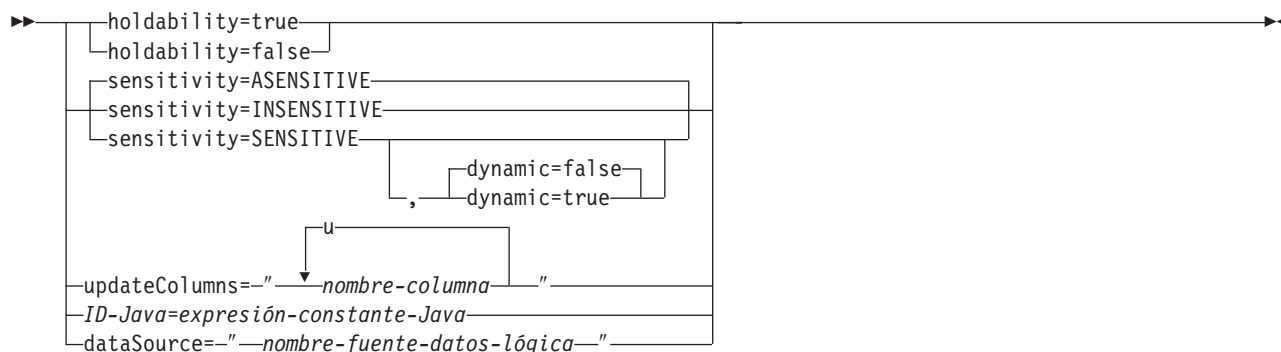 holdability=true
holdability=false
sensitivity=ASENSITIVE
sensitivity=INSENSITIVE
sensitivity=SENSITIVE
dynamic=false
, dynamic=true
u
updateColumns= " nombre-columna "
ID-Java=expresión-constante-Java
dataSource= " nombre-fuente-datos-lógica "